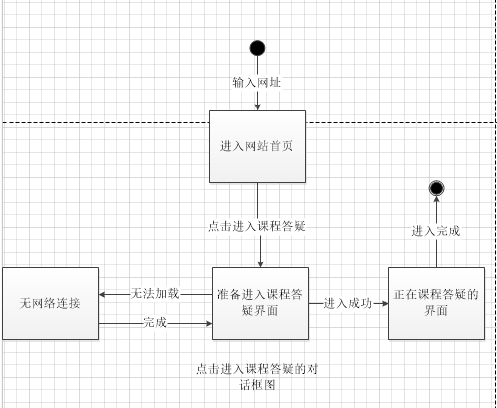 输入网址
进入网站首页
点击进入课程答疑
进入完成
无网络连接
无法加载
完成
准备进入课程答
疑界面
进入成功
正在课程答疑的
界面
点击进入课程答疑的对
话框图